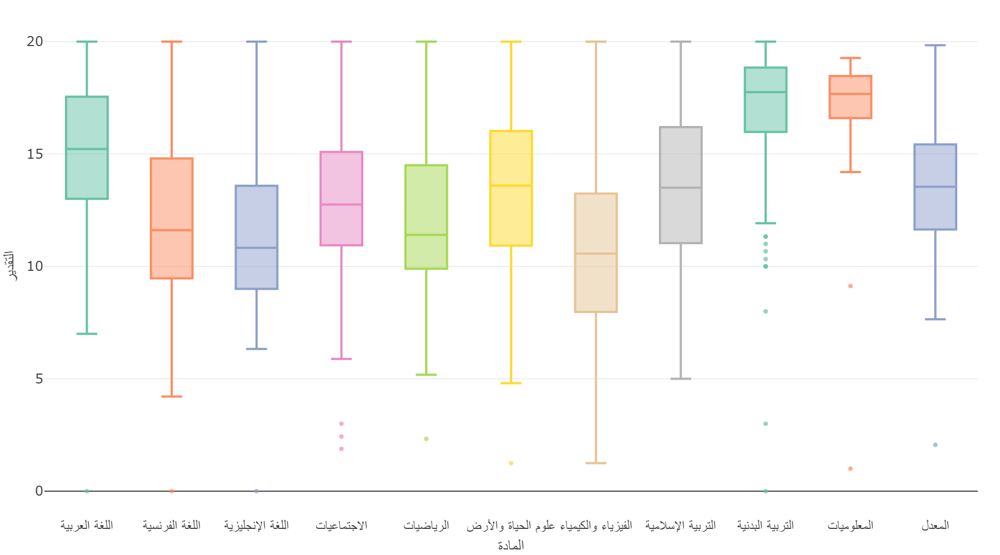 التقدير
20
15
10
5
0
اللغة العربية
اللغة الفرنسية
اللغة الإنجليزية
الاجتماعيات
الرياضيات
علوم الحياة والأرض
الفيزياء والكيمياء
التربية الإسلامية
التربية البدنية
المعلوميات
المعدل
المادة